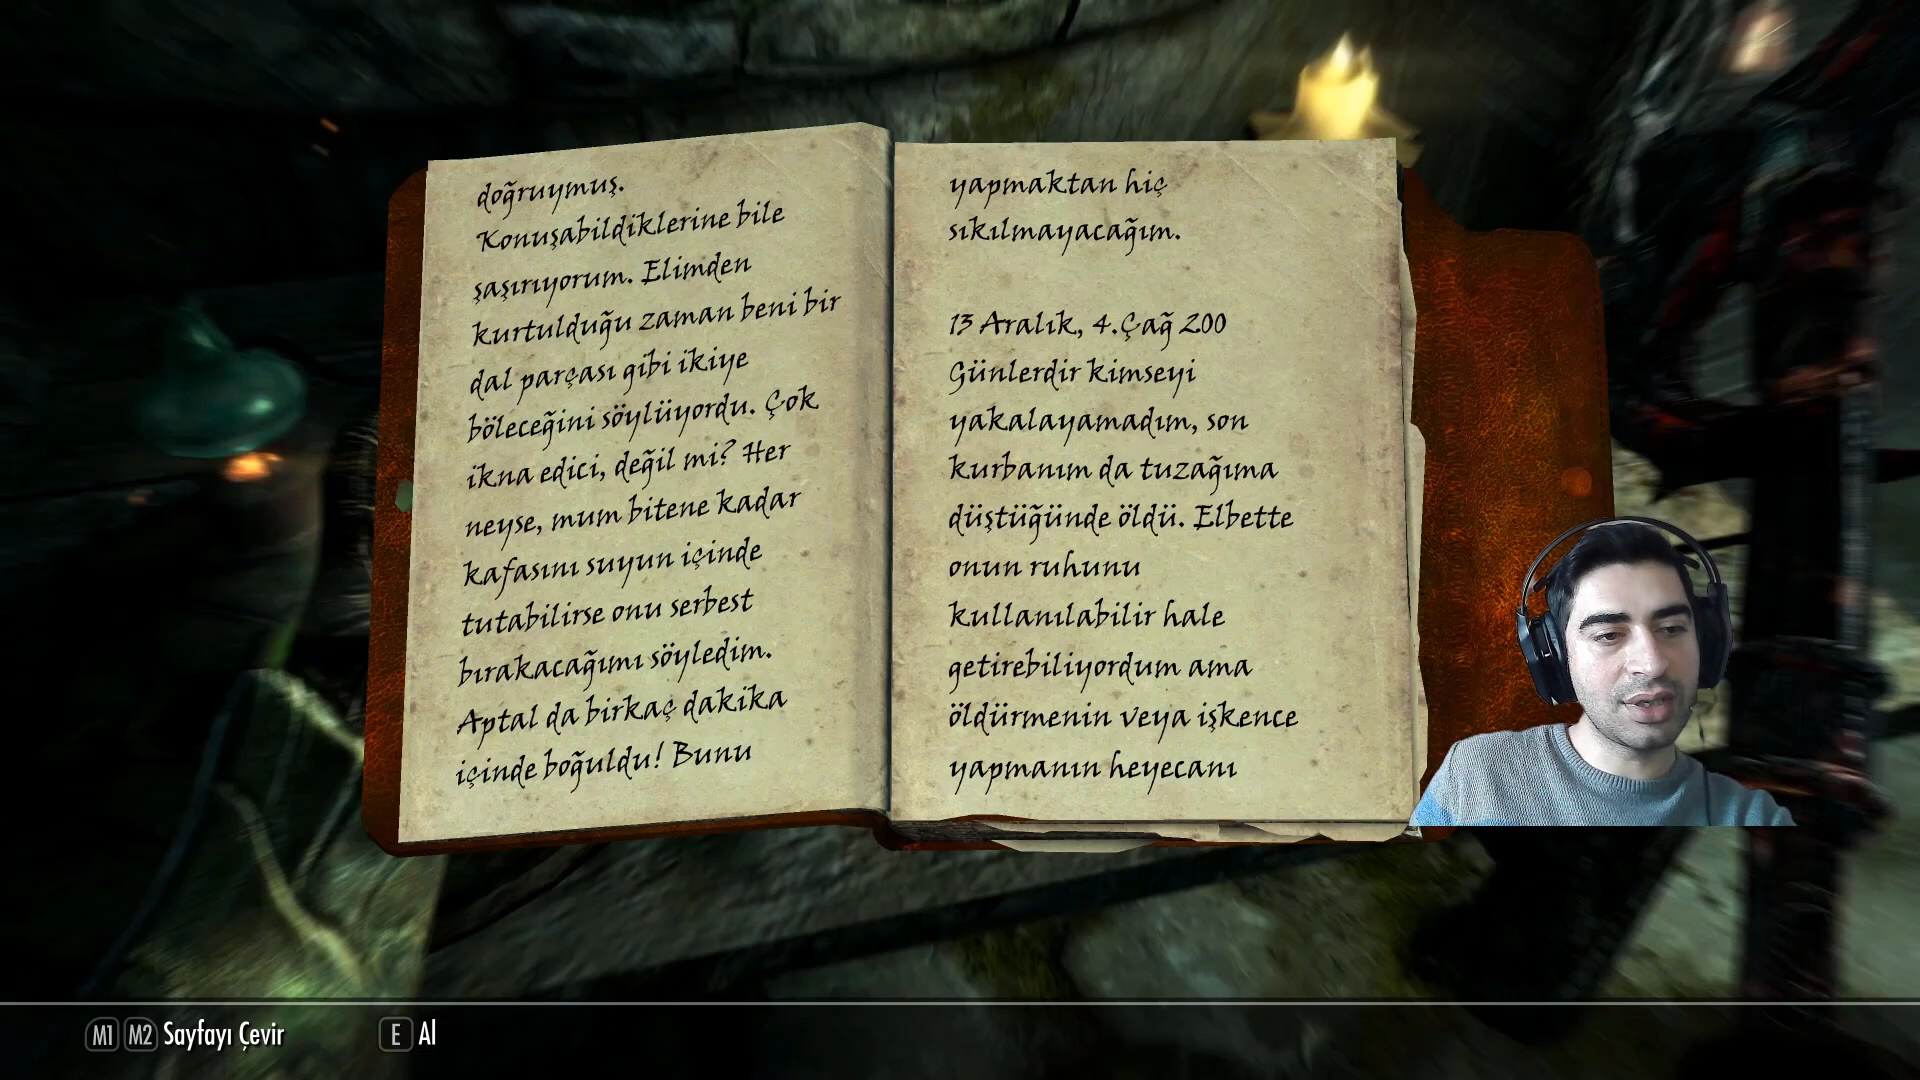 doğruymuş.
Konuşabildiklerine bile
şaşırıyorum. Elimden
kurtulduğu zaman beni bir
dal parçası gibi ikiye
böleceğini söylüyordu. Çok
ikna edici, değil mi? Her
neyse, mum bitene kadar
kafasını suyun içinde
tutabilirse onu serbest
bırakacağımı söyledim.
Aptal da birkaç dakika
içinde boğuldu! Bunu
yapmaktan hiç
sıkılmayacağım.
13 Aralık, 4.Çağ 200
Günlerdir kimseyi
yakalayamadım, son
kurbanım da tuzağıma
düştüğünde öldü. Elbette
onun ruhunu
kullanılabilir hale
getirebiliyordum ama
öldürmenin veya işkence
yapmanın heyecanı
M1 M2 Sayfayı Çevir
E Al